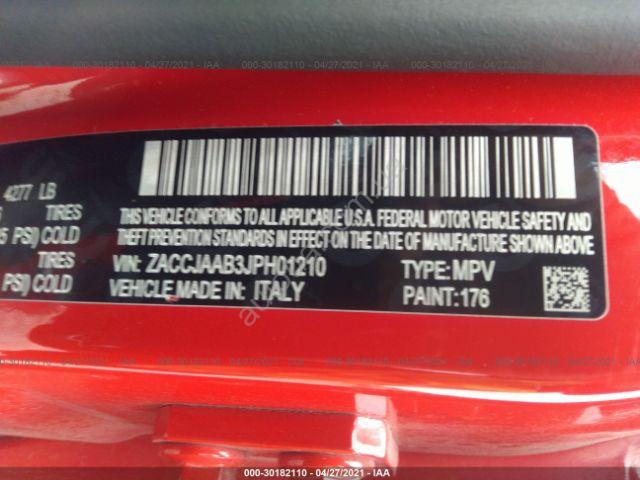 000-30182110 - 04/27/2021 - IAA
4277 LB
TIRES
PSI) COLD
TIRES
PSI) COLD
THIS VEHICLE CONFORMS TO ALL APPLICABLE U.S.A. FEDERAL MOTOR VEHICLE SAFETY AND
THEFT PREVENTION STANDARDS IN EFFECT ON THE DATE OF MANUFACTURE SHOWN ABOVE.
VIN: ZACCJAAB3JPH01210 TYPE: MPV
VEHICLE MADE IN: ITALY PAINT: 176
000-30182110 - 04/27/2021 - IAA